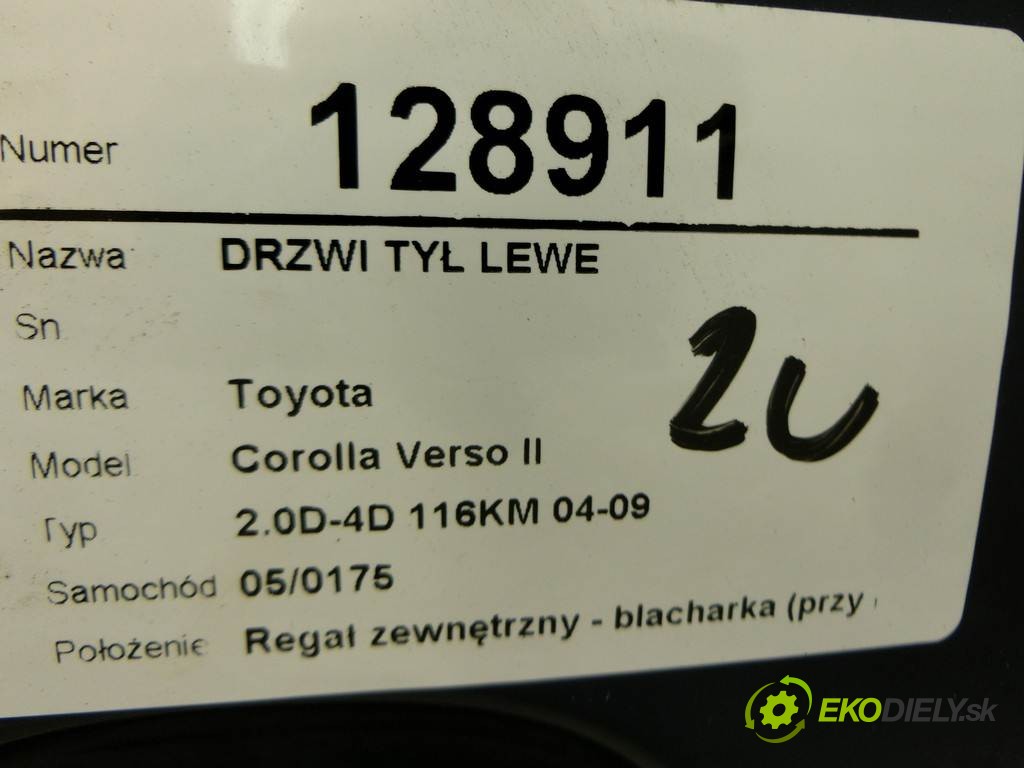 Numer 128911
Nazwa DRZWI TYŁ LEWE
Sn
Marka Toyota
Model Corolla Verso II
Typ 2.0D-4D 116KM 04-09
Samochód 05/0175
Położenie Regał zewnętrzny - blacharka (przy
EKODIELY.sk